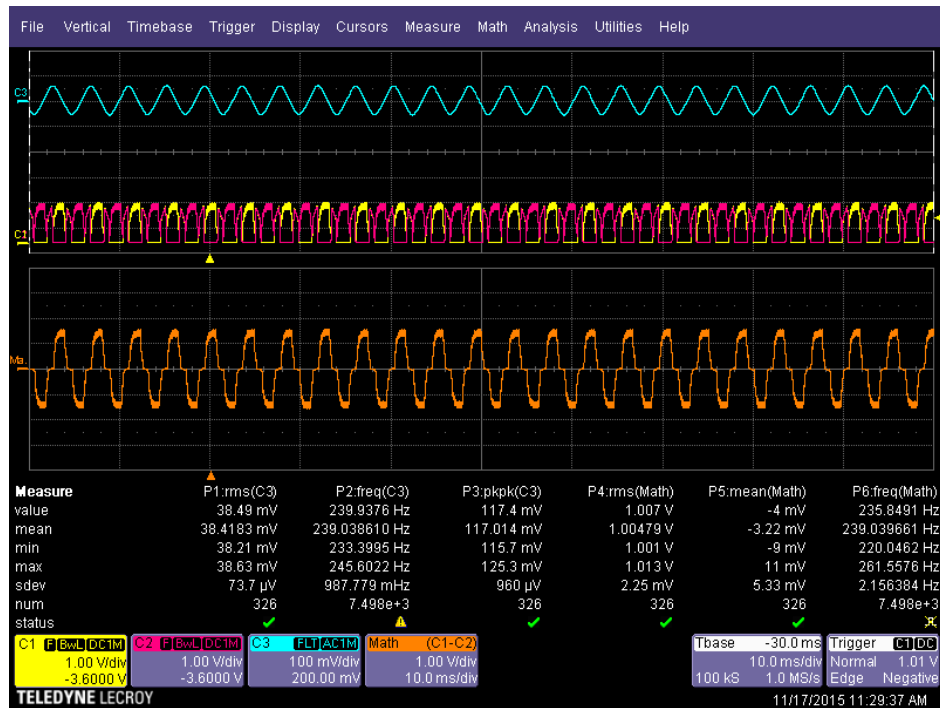 File Vertical Timebase Trigger Display Cursors Measure Math Analysis Utilities Help
C3
C1
Ma.
Measure P1:rms(C3) P2:freq(C3) P3:pkpk(C3) P4:rms(Math) P5:mean(Math) P6:freq(Math)
value 38.49 mV 239.9376 Hz 117.4 mV 1.007 V -4 mV 235.8491 Hz
mean 38.4183 mV 239.038610 Hz 117.014 mV 1.00479 V -3.22 mV 239.039661 Hz
min 38.21 mV 233.3995 Hz 115.7 mV 1.001 V -9 mV 220.0462 Hz
max 38.63 mV 245.6022 Hz 125.3 mV 1.013 V 11 mV 261.5576 Hz
sdev 73.7 µV 987.779 mHz 960 µV 2.25 mV 5.33 mV 2.156384 Hz
num 326 7.498e+3 326 326 326 7.498e+3
status
C1 F BwL DC1M C2 F BwL DC1M C3 FLT AC1M Math (C1-C2) Tbase -30.0 ms Trigger C1 DC
1.00 V/div 1.00 V/div 100 mV/div 1.00 V/div 10.0 ms/div Normal 1.01 V
-3.6000 V -3.6000 V 200.00 mV 10.0 ms/div 100 kS 1.0 MS/s Edge Negative
TELEDYNE LECROY 11/17/2015 11:29:37 AM